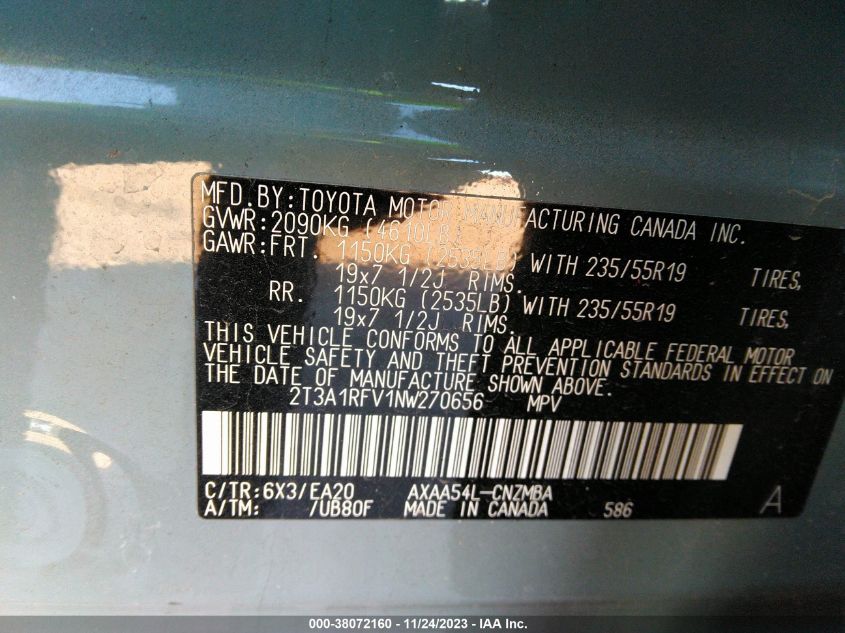 MFD.BY:TOYOTA MOTOR MANUFACTURING CANADA INC.
GVWR:2090KG (4610LB)
GAWR:FRT. 1150KG (2535LB) WITH 235/55R19 TIRES,
19x7 1/2J RIMS.
RR. 1150KG (2535LB) WITH 235/55R19 TIRES,
19x7 1/2J RIMS.
THIS VEHICLE CONFORMS TO ALL APPLICABLE FEDERAL MOTOR
VEHICLE SAFETY AND THEFT PREVENTION STANDARDS IN EFFECT ON
THE DATE OF MANUFACTURE SHOWN ABOVE.
2T3A1RFV1NW270656 MPV
C/TR:6X3/EA20 AXAA54L-CNZMBA
A/TM: /UB80F MADE IN CANADA 586 A
000-38072160 - 11/24/2023 - IAA Inc.